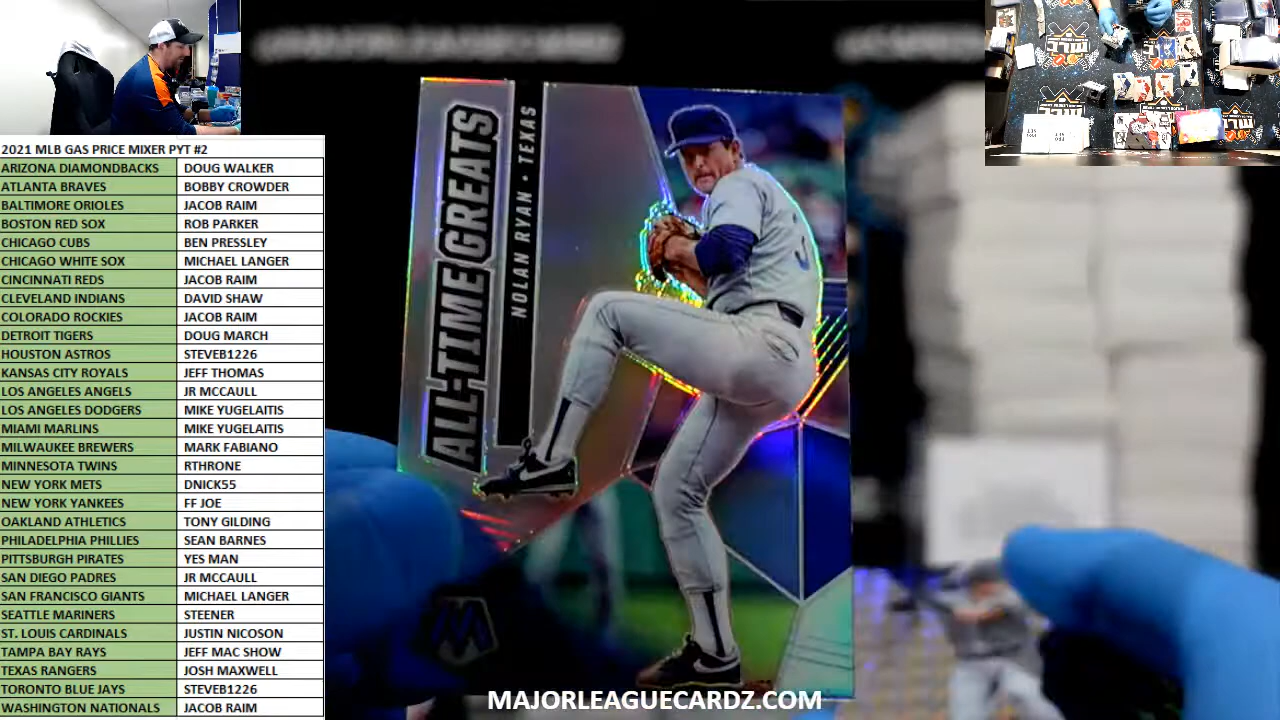 2021 MLB GAS PRICE MIXER PYT #2
ARIZONA DIAMONDBACKS DOUG WALKER
ATLANTA BRAVES BOBBY CROWDER
BALTIMORE ORIOLES JACOB RAIM
BOSTON RED SOX ROB PARKER
CHICAGO CUBS BEN PRESSLEY
CHICAGO WHITE SOX MICHAEL LANGER
CINCINNATI REDS JACOB RAIM
CLEVELAND INDIANS DAVID SHAW
COLORADO ROCKIES JACOB RAIM
DETROIT TIGERS DOUG MARCH
HOUSTON ASTROS STEVEB1226
KANSAS CITY ROYALS JEFF THOMAS
LOS ANGELES ANGELS JR MCCAULL
LOS ANGELES DODGERS MIKE YUGELAITIS
MIAMI MARLINS MIKE YUGELAITIS
MILWAUKEE BREWERS MARK FABIANO
MINNESOTA TWINS RTHRONE
NEW YORK METS DNICK55
NEW YORK YANKEES FF JOE
OAKLAND ATHLETICS TONY GILDING
PHILADELPHIA PHILLIES SEAN BARNES
PITTSBURGH PIRATES YES MAN
SAN DIEGO PADRES JR MCCAULL
SAN FRANCISCO GIANTS MICHAEL LANGER
SEATTLE MARINERS STEENER
ST. LOUIS CARDINALS JUSTIN NICOSON
TAMPA BAY RAYS JEFF MAC SHOW
TEXAS RANGERS JOSH MAXWELL
TORONTO BLUE JAYS STEVEB1226
WASHINGTON NATIONALS JACOB RAIM
ALL-TIME GREATS
NOLAN RYAN • TEXAS
MAJORLEAGUECARDZ.COM